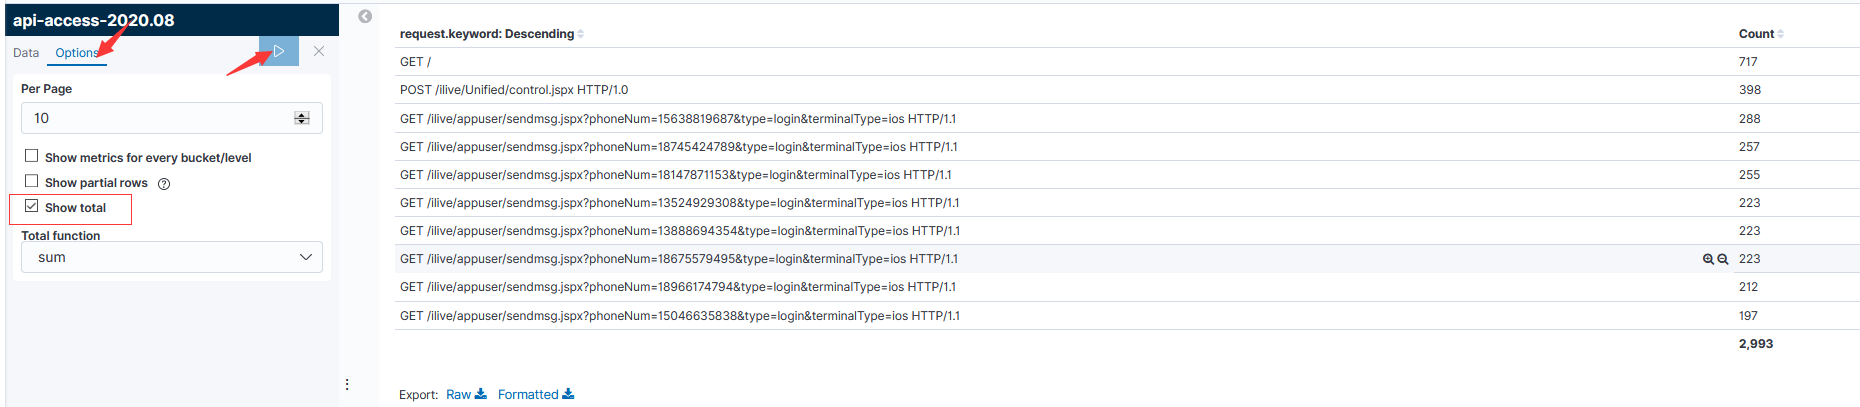 api-access-2020.08
Data Options
Per Page
10
Show metrics for every bucket/level
Show partial rows
Show total
Total function
sum
request.keyword: Descending Count
GET / 717
POST /ilive/Unified/control.jspx HTTP/1.0 398
GET /ilive/appuser/sendmsg.jspx?phoneNum=15638819687&type=login&terminalType=ios HTTP/1.1 288
GET /ilive/appuser/sendmsg.jspx?phoneNum=18745424789&type=login&terminalType=ios HTTP/1.1 257
GET /ilive/appuser/sendmsg.jspx?phoneNum=18147871153&type=login&terminalType=ios HTTP/1.1 255
GET /ilive/appuser/sendmsg.jspx?phoneNum=13524929308&type=login&terminalType=ios HTTP/1.1 223
GET /ilive/appuser/sendmsg.jspx?phoneNum=13888694354&type=login&terminalType=ios HTTP/1.1 223
GET /ilive/appuser/sendmsg.jspx?phoneNum=18675579495&type=login&terminalType=ios HTTP/1.1 223
GET /ilive/appuser/sendmsg.jspx?phoneNum=18966174794&type=login&terminalType=ios HTTP/1.1 212
GET /ilive/appuser/sendmsg.jspx?phoneNum=15046635838&type=login&terminalType=ios HTTP/1.1 197
2,993
Export: Raw Formatted